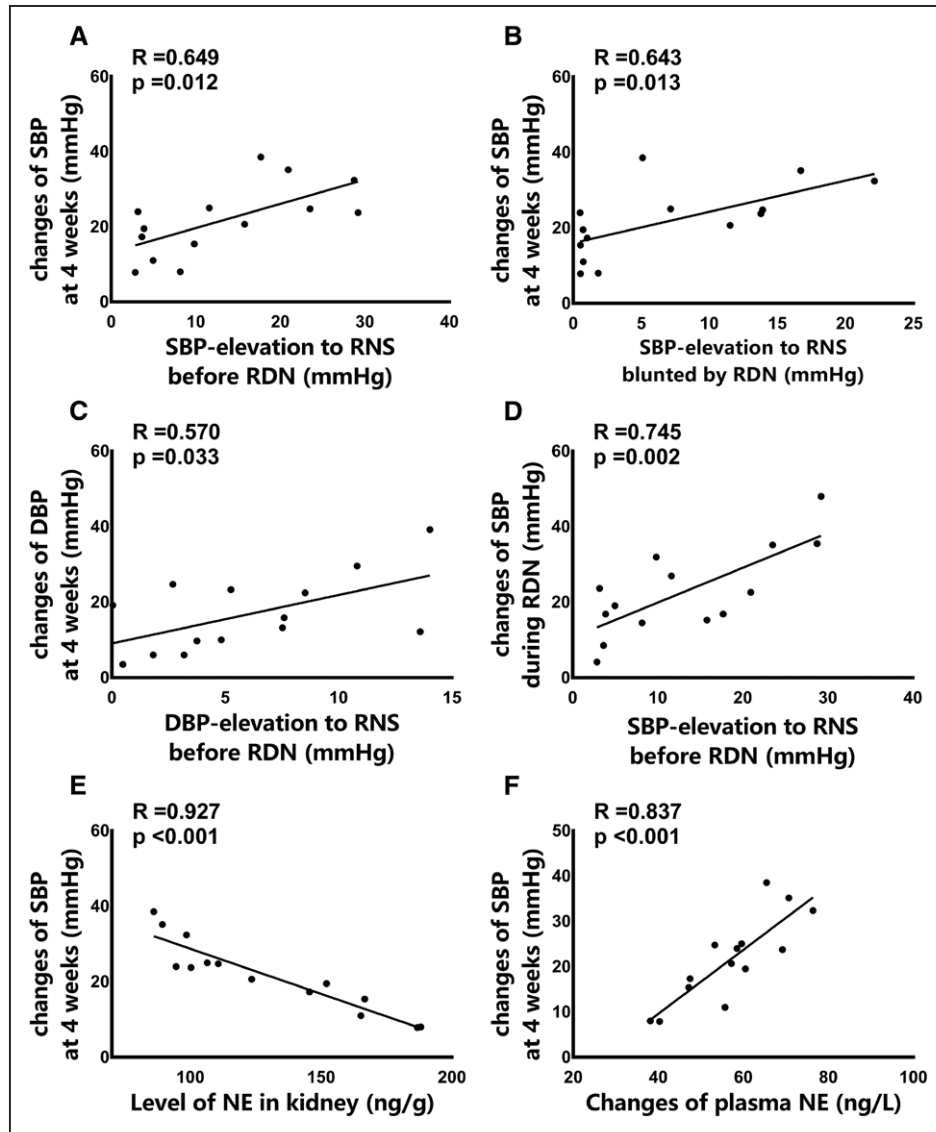 A
R =0.649
p =0.012
changes of SBP
at 4 weeks (mmHg)
60
40
20
0
0 10 20 30 40
SBP-elevation to RNS
before RDN (mmHg)
B
R =0.643
p =0.013
changes of SBP
at 4 weeks (mmHg)
60
40
20
0
0 5 10 15 20 25
SBP-elevation to RNS
blunted by RDN (mmHg)
C
R =0.570
p =0.033
changes of DBP
at 4 weeks (mmHg)
60
40
20
0
0 5 10 15
DBP-elevation to RNS
before RDN (mmHg)
D
R =0.745
p =0.002
changes of SBP
during RDN (mmHg)
60
40
20
0
0 10 20 30 40
SBP-elevation to RNS
before RDN (mmHg)
E
R =0.927
p <0.001
changes of SBP
at 4 weeks (mmHg)
60
40
20
0
100 150 200
Level of NE in kidney (ng/g)
F
R =0.837
p <0.001
changes of SBP
at 4 weeks (mmHg)
50
40
30
20
10
0
20 40 60 80 100
Changes of plasma NE (ng/L)